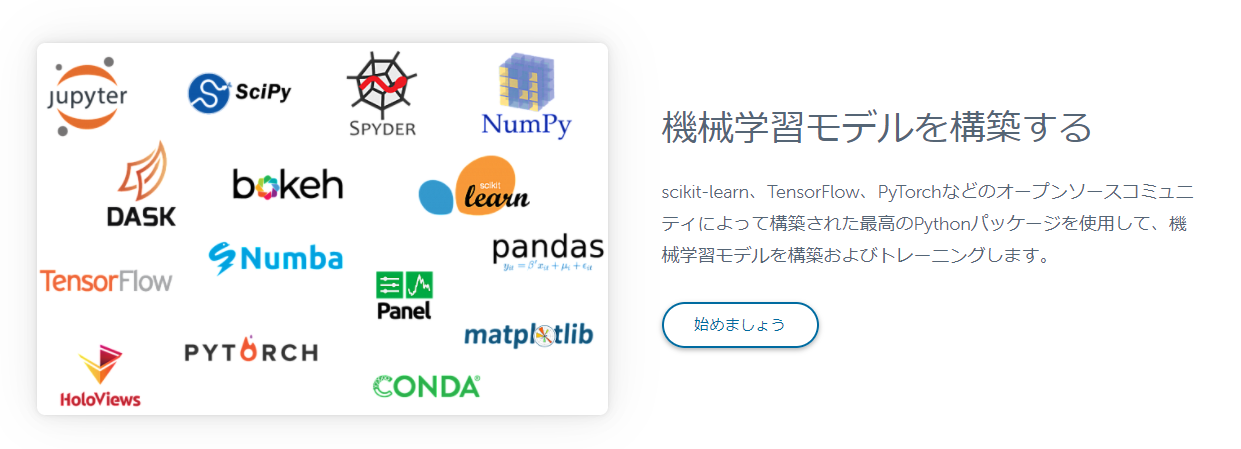 jupyter
SciPy
SPYDER
NumPy
DASK
bokeh
scikit
learn
TensorFlow
Numba
pandas
y_it = β′x_it + μ_i + ε_it
Panel
matplotlib
HoloViews
PYTORCH
CONDA
機械学習モデルを構築する
scikit-learn、TensorFlow、PyTorchなどのオープンソースコミュニ
ティによって構築された最高のPythonパッケージを使用して、機
械学習モデルを構築およびトレーニングします。
始めましょう